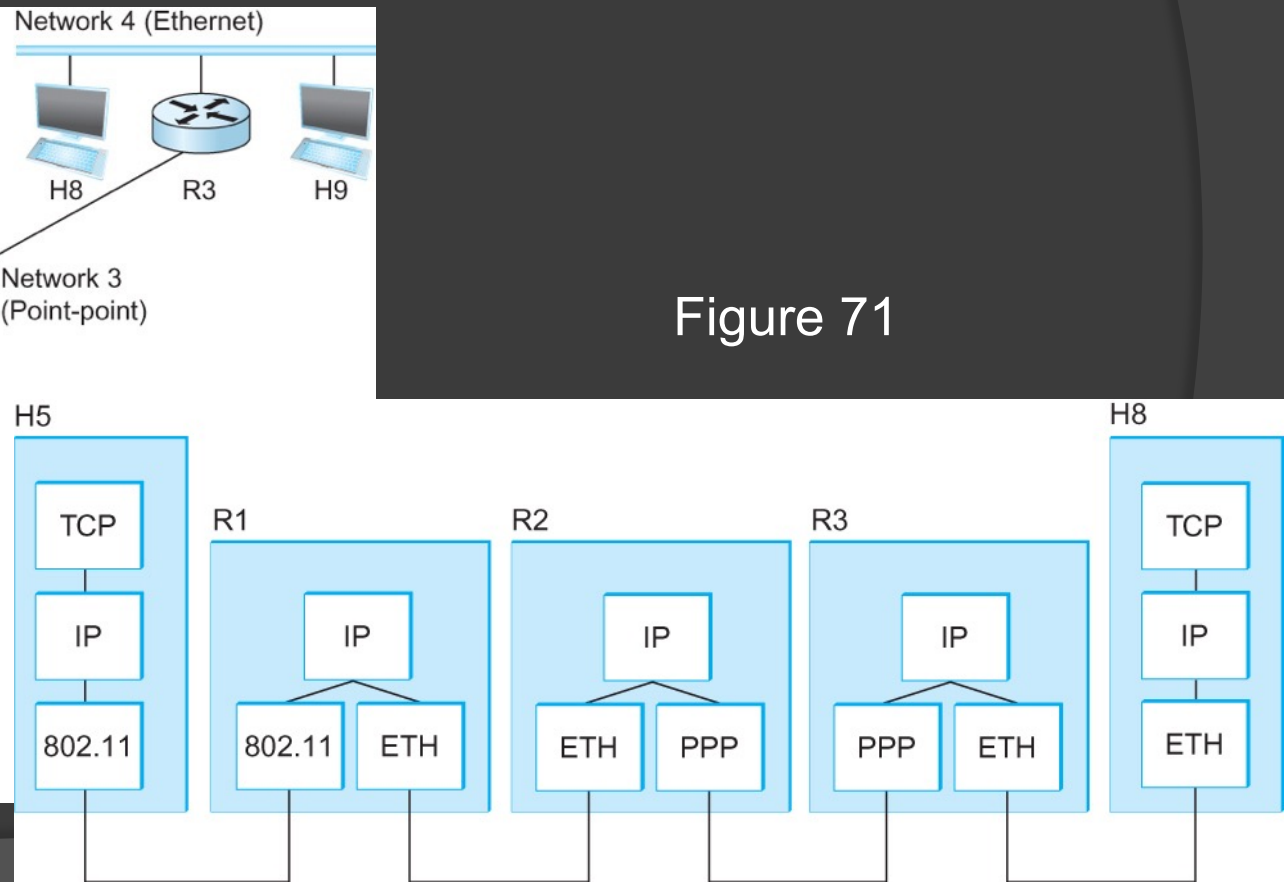 Network 4 (Ethernet)
H8 R3 H9
Network 3
(Point-point)
Figure 71
H5 H8
TCP R1 R2 R3 TCP
IP IP IP IP IP
802.11 802.11 ETH ETH PPP PPP ETH ETH